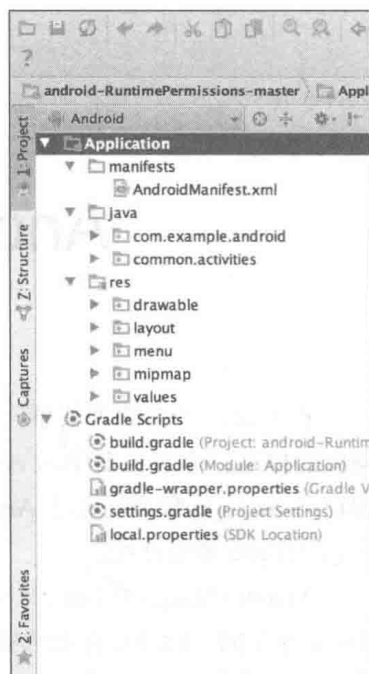 ?
android-RuntimePermissions-master
Appl
Android
1: Project
Application
manifests
AndroidManifest.xml
java
com.example.android
common.activities
Z: Structure
res
drawable
layout
menu
mipmap
values
Captures
Gradle Scripts
build.gradle (Project: android-Runtim
build.gradle (Module: Application)
gradle-wrapper.properties (Gradle V
settings.gradle (Project Settings)
local.properties (SDK Location)
2: Favorites